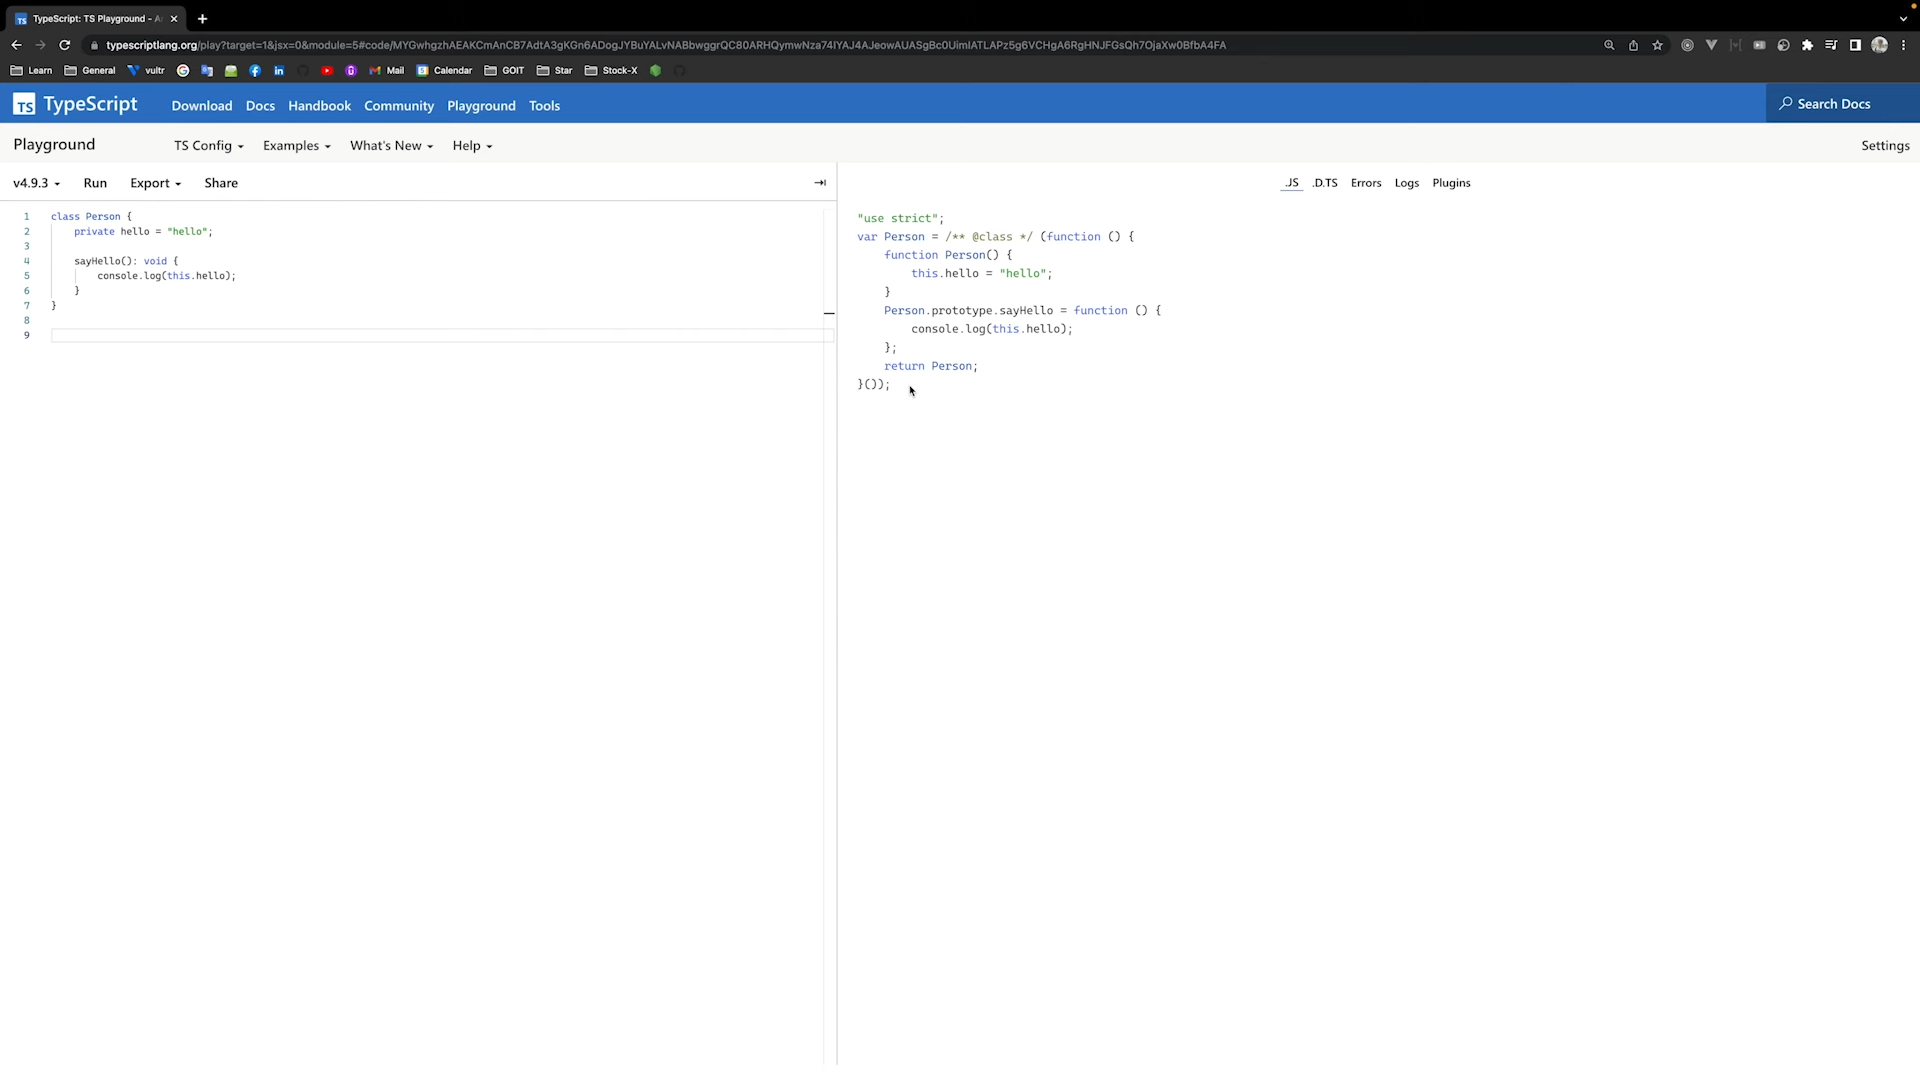 TypeScript: TS Playground - A
typescriptlang.org/play?target=1&jsx=0&module=5#code/MYGwhgzhAEAKCmAnCB7AdtA3gKGn6ADogJYBuYALvNABbwggrQC80ARHQymwNza74IYAJ4AJeowAUASgBc0UimIATLAPz5g6VCHgA6RgHNJFGsQh7OjaXw0BfbA4FA
Learn General vultr Mail Calendar GOIT Star Stock-X
TS TypeScript Download Docs Handbook Community Playground Tools Search Docs
Playground TS Config Examples What's New Help Settings
v4.9.3 Run Export Share
.JS .D.TS Errors Logs Plugins
1 class Person {
2 private hello = "hello";
3
4 sayHello(): void {
5 console.log(this.hello);
6 }
7 }
8
9
"use strict";
var Person = /** @class */ (function () {
function Person() {
this.hello = "hello";
}
Person.prototype.sayHello = function () {
console.log(this.hello);
};
return Person;
}());